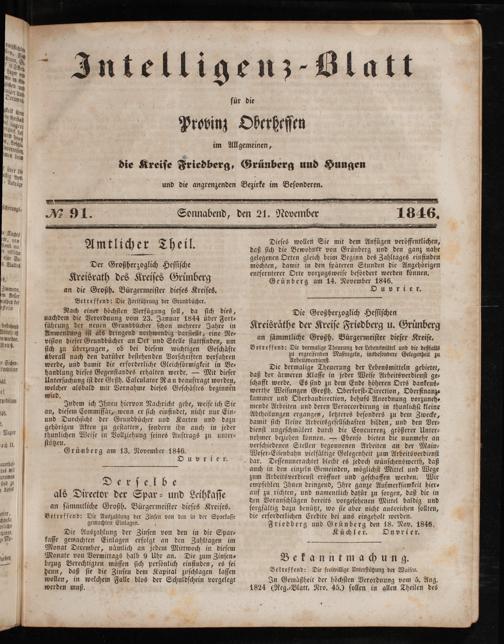 Intelligenz-Blatt
für die
Provinz Oberhessen
im Allgemeinen,
die Kreise Friedberg, Grünberg und Hungen
und die angrenzenden Bezirke im Besonderen.
№ 91. Sonnabend, den 21. November 1846.
Amtlicher Theil.
Der Großherzoglich Hessische
Kreisrath des Kreises Grünberg
an die Großh. Bürgermeister dieses Kreises.
Betreffend: Die Fortführung der Grundbücher.
Nach einer höchsten Verfügung soll, da sich dies,
nachdem die Verordnung vom 23. Januar 1844 über Fort-
führung der neuen Grundbücher schon mehrere Jahre in
Anwendung ist als dringend nothwendig darstellt, eine Re-
vision dieser Grundbücher an Ort und Stelle stattfinden, um
sich zu überzeugen, ob bei diesem wichtigen Geschäfte
überall nach den darüber bestehenden Vorschriften verfahren
werde, und damit die erforderliche Gleichförmigkeit in Be-
handlung dieses Gegenstandes erhalten werde. — Mit dieser
Untersuchung ist der Großh. Calculator Rau beauftragt worden,
welcher alsbald mit Vornahme dieses Geschäftes beginnen
wird.
Indem ich Ihnen hiervon Nachricht gebe, weise ich Sie
an, diesem Commissär, wenn er sich einfindet, nicht nur Ein-
und Durchsicht der Grundbücher und Karten und dazu
gehörigen Akten zu gestatten, sondern ihn auch in jeder
thunlichen Weise in Vollziehung seines Auftrags zu unter-
stützen.
Grünberg am 13. November 1846.
Ouvrier.
Derselbe
als Director der Spar- und Leihkasse
an sämmtliche Großh. Bürgermeister dieses Kreises.
Betreffend: Die Auszahlung der Zinsen von den in der Sparkasse
gemachten Einlagen.
Die Auszahlung der Zinsen von den in die Spar-
kasse gemachten Einlagen erfolgt an den Zahltagen im
Monat December, nämlich an jedem Mittwoch in diesem
Monate von Vormittag halb 9 Uhr an. Die zum Zinsen-
bezug Berechtigten müssen sich persönlich einfinden, es sei
denn, daß sie die Zinsen dem Kapital zuschlagen lassen
wollen, in welchem Falle blos der Schuldschein vorgelegt
werden muß.
Dieses wollen Sie mit dem Anfügen veröffentlichen,
daß sich die Bewohner von Grünberg und den ganz nahe
gelegenen Orten gleich beim Beginn des Zahltages einfinden
möchten, damit in den späteren Stunden die Angehörigen
entfernterer Orte vorzugsweise befördert werden können.
Grünberg am 14. November 1846.
Ouvrier.
Die Großherzoglich Hessischen
Kreisräthe der Kreise Friedberg u. Grünberg
an sämmtliche Großh. Bürgermeister dieser Kreise.
Betreffend: Die dermalige Theuerung der Lebensmittel und die deßfalls
zu ergreifenden Maßregeln, insbesondere Gelegenheit zu
Arbeitsverdienst.
Die dermalige Theuerung der Lebensmittel gebietet,
daß der ärmeren Klasse in jeder Weise Arbeitsverdienst ge-
schafft werde. Es sind zu dem Ende höheren Orts dankens-
werthe Weisungen Großh. Oberforst-Direction, Oberfinanz-
kammer und Oberbaudirection, behufs Anordnung vorzuneh-
mende Arbeiten und deren Veraccordirung in thunlichst kleine
Abtheilungen ergangen, letzteres besonders zu dem Zwecke,
damit sich kleine Arbeitsgesellschaften bilden, und den Ver-
dienst, unzugeschmälert durch die Concurrenz größerer Unter-
nehmer beziehen können. — Ebenso bieten die nunmehr an
verschiedenen Stellen begonnenen Arbeiten an der Main-
Weser-Eisenbahn vielfältige Gelegenheit zum Arbeitsverdienst
dar. Dessenungeachtet bleibt es jedoch wünschenswerth, daß
auch in den einzeln Gemeinden, möglichst Mittel und Wege
zum Arbeitsverdienst eröffnet und geschaffen werden. Wir
empfehlen Ihnen dringend, Ihre ganze Aufmerksamkeit hier-
auf zu richten, und namentlich dafür zu sorgen, daß die in
den Voranschlägen bereits vorgesehenen Mittel baldigst und
sorgfältig dazu benützt, wo sie aber nicht ausreichen sollten,
die erforderlichen Credite bei uns eingeholt werden.
Friedberg und Grünberg den 18. Nov. 1846.
Küchler. Ouvrier.
Bekanntmachung.
Betreffend: Die freiwillige Unterstützung der Waisen.
In Gemäßheit der höchsten Verordnung vom 5. Aug.
1824 (Reg.-Blatt, Nro. 45.) sollen in allen Theilen des